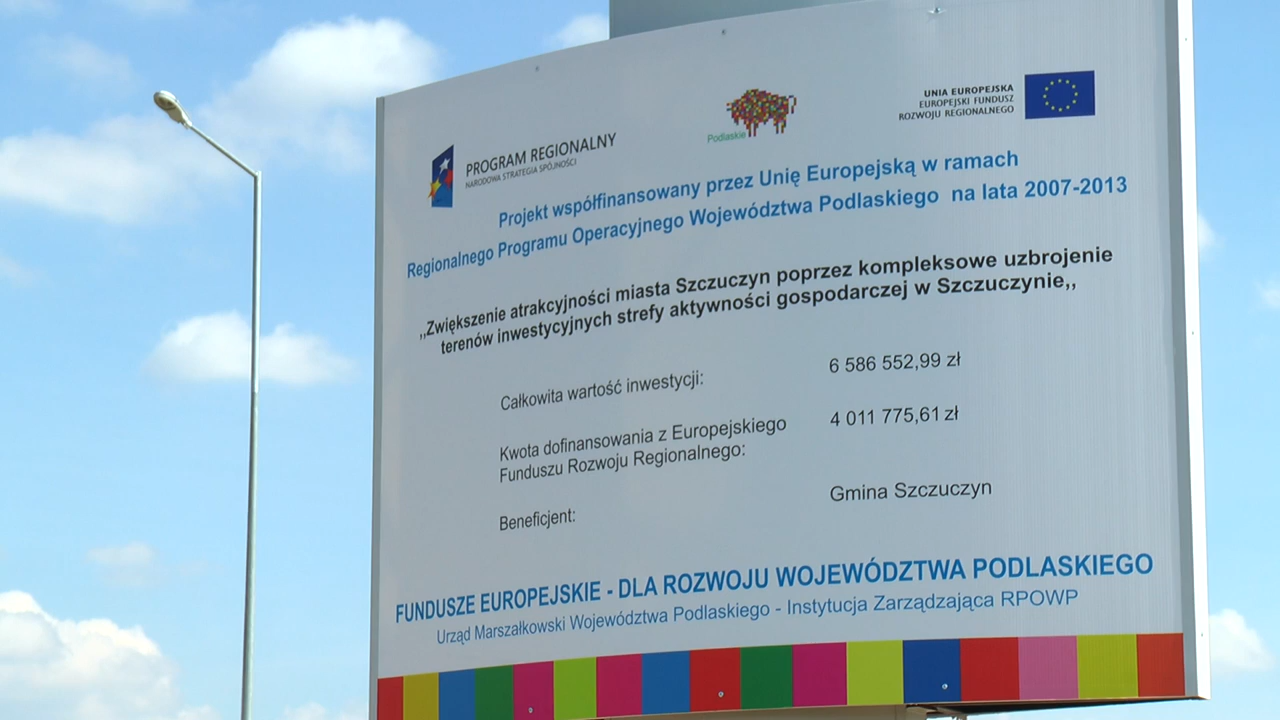 PROGRAM REGIONALNY
NARODOWA STRATEGIA SPÓJNOŚCI
Podlaskie
UNIA EUROPEJSKA
EUROPEJSKI FUNDUSZ
ROZWOJU REGIONALNEGO
Projekt współfinansowany przez Unię Europejską w ramach
Regionalnego Programu Operacyjnego Województwa Podlaskiego na lata 2007-2013
,,Zwiększenie atrakcyjności miasta Szczuczyn poprzez kompleksowe uzbrojenie
terenów inwestycyjnych strefy aktywności gospodarczej w Szczuczynie,,
Całkowita wartość inwestycji: 6 586 552,99 zł
Kwota dofinansowania z Europejskiego 4 011 775,61 zł
Funduszu Rozwoju Regionalnego:
Beneficjent: Gmina Szczuczyn
FUNDUSZE EUROPEJSKIE - DLA ROZWOJU WOJEWÓDZTWA PODLASKIEGO
Urząd Marszałkowski Województwa Podlaskiego - Instytucja Zarządzająca RPOWP